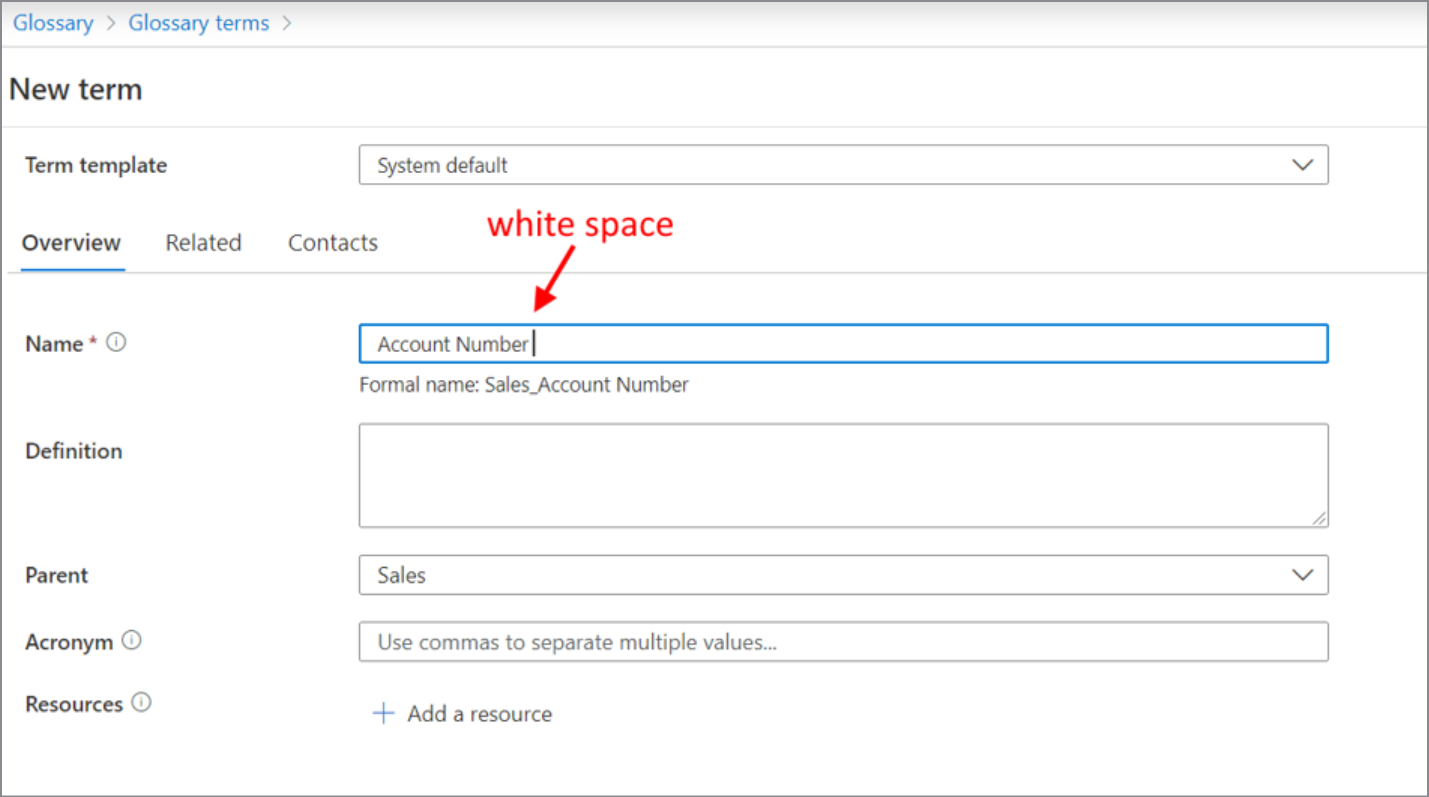 Glossary > Glossary terms >
New term
Term template System default
white space
Overview Related Contacts
Name * Account Number
Formal name: Sales_Account Number
Definition
Parent Sales
Acronym Use commas to separate multiple values...
Resources + Add a resource